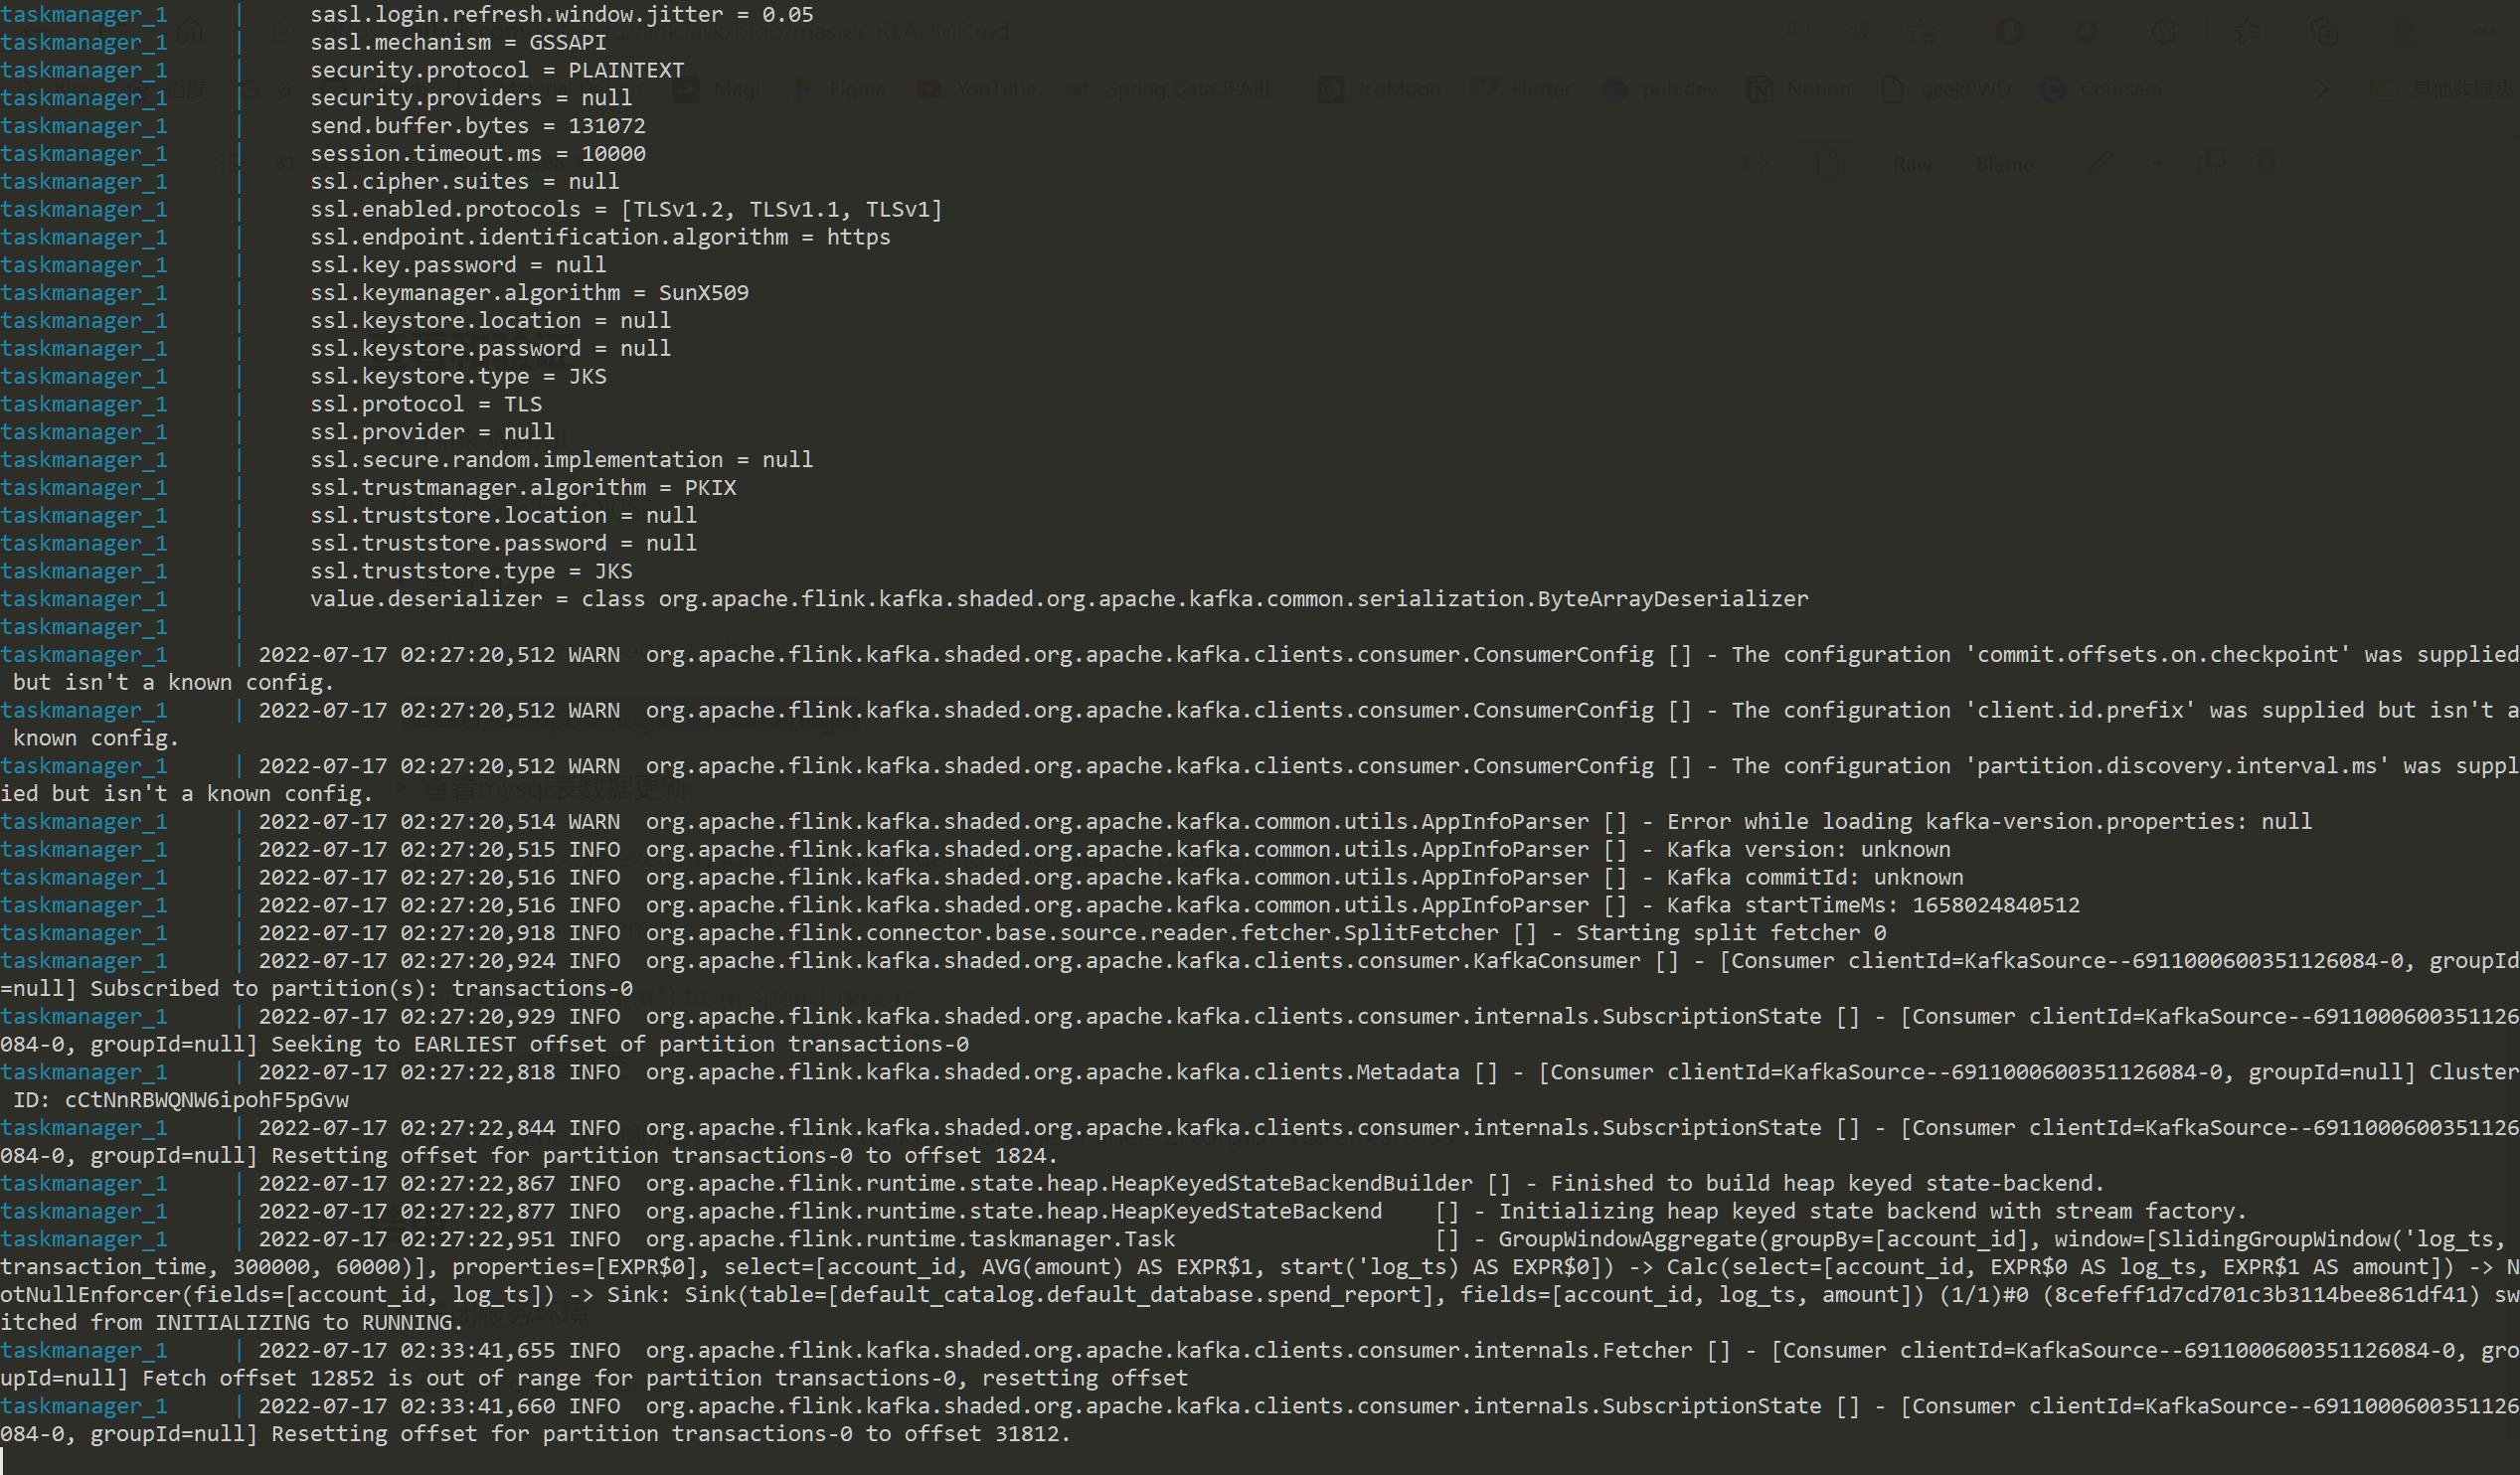 taskmanager_1     |     sasl.login.refresh.window.jitter = 0.05
taskmanager_1     |     sasl.mechanism = GSSAPI
taskmanager_1     |     security.protocol = PLAINTEXT
taskmanager_1     |     security.providers = null
taskmanager_1     |     send.buffer.bytes = 131072
taskmanager_1     |     session.timeout.ms = 10000
taskmanager_1     |     ssl.cipher.suites = null
taskmanager_1     |     ssl.enabled.protocols = [TLSv1.2, TLSv1.1, TLSv1]
taskmanager_1     |     ssl.endpoint.identification.algorithm = https
taskmanager_1     |     ssl.key.password = null
taskmanager_1     |     ssl.keymanager.algorithm = SunX509
taskmanager_1     |     ssl.keystore.location = null
taskmanager_1     |     ssl.keystore.password = null
taskmanager_1     |     ssl.keystore.type = JKS
taskmanager_1     |     ssl.protocol = TLS
taskmanager_1     |     ssl.provider = null
taskmanager_1     |     ssl.secure.random.implementation = null
taskmanager_1     |     ssl.trustmanager.algorithm = PKIX
taskmanager_1     |     ssl.truststore.location = null
taskmanager_1     |     ssl.truststore.password = null
taskmanager_1     |     ssl.truststore.type = JKS
taskmanager_1     |     value.deserializer = class org.apache.flink.kafka.shaded.org.apache.kafka.common.serialization.ByteArrayDeserializer
taskmanager_1     |
taskmanager_1     | 2022-07-17 02:27:20,512 WARN  org.apache.flink.kafka.shaded.org.apache.kafka.clients.consumer.ConsumerConfig [] - The configuration 'commit.offsets.on.checkpoint' was supplied
 but isn't a known config.
taskmanager_1     | 2022-07-17 02:27:20,512 WARN  org.apache.flink.kafka.shaded.org.apache.kafka.clients.consumer.ConsumerConfig [] - The configuration 'client.id.prefix' was supplied but isn't a
 known config.
taskmanager_1     | 2022-07-17 02:27:20,512 WARN  org.apache.flink.kafka.shaded.org.apache.kafka.clients.consumer.ConsumerConfig [] - The configuration 'partition.discovery.interval.ms' was suppl
ied but isn't a known config.
taskmanager_1     | 2022-07-17 02:27:20,514 WARN  org.apache.flink.kafka.shaded.org.apache.kafka.common.utils.AppInfoParser [] - Error while loading kafka-version.properties: null
taskmanager_1     | 2022-07-17 02:27:20,515 INFO  org.apache.flink.kafka.shaded.org.apache.kafka.common.utils.AppInfoParser [] - Kafka version: unknown
taskmanager_1     | 2022-07-17 02:27:20,516 INFO  org.apache.flink.kafka.shaded.org.apache.kafka.common.utils.AppInfoParser [] - Kafka commitId: unknown
taskmanager_1     | 2022-07-17 02:27:20,516 INFO  org.apache.flink.kafka.shaded.org.apache.kafka.common.utils.AppInfoParser [] - Kafka startTimeMs: 1658024840512
taskmanager_1     | 2022-07-17 02:27:20,918 INFO  org.apache.flink.connector.base.source.reader.fetcher.SplitFetcher [] - Starting split fetcher 0
taskmanager_1     | 2022-07-17 02:27:20,924 INFO  org.apache.flink.kafka.shaded.org.apache.kafka.clients.consumer.KafkaConsumer [] - [Consumer clientId=KafkaSource--6911000600351126084-0, groupId
=null] Subscribed to partition(s): transactions-0
taskmanager_1     | 2022-07-17 02:27:20,929 INFO  org.apache.flink.kafka.shaded.org.apache.kafka.clients.consumer.internals.SubscriptionState [] - [Consumer clientId=KafkaSource--6911000600351126
084-0, groupId=null] Seeking to EARLIEST offset of partition transactions-0
taskmanager_1     | 2022-07-17 02:27:22,818 INFO  org.apache.flink.kafka.shaded.org.apache.kafka.clients.Metadata [] - [Consumer clientId=KafkaSource--6911000600351126084-0, groupId=null] Cluster
 ID: cCtNnRBWQNW6ipohF5pGvw
taskmanager_1     | 2022-07-17 02:27:22,844 INFO  org.apache.flink.kafka.shaded.org.apache.kafka.clients.consumer.internals.SubscriptionState [] - [Consumer clientId=KafkaSource--6911000600351126
084-0, groupId=null] Resetting offset for partition transactions-0 to offset 1824.
taskmanager_1     | 2022-07-17 02:27:22,867 INFO  org.apache.flink.runtime.state.heap.HeapKeyedStateBackendBuilder [] - Finished to build heap keyed state-backend.
taskmanager_1     | 2022-07-17 02:27:22,877 INFO  org.apache.flink.runtime.state.heap.HeapKeyedStateBackend    [] - Initializing heap keyed state backend with stream factory.
taskmanager_1     | 2022-07-17 02:27:22,951 INFO  org.apache.flink.runtime.taskmanager.Task                    [] - GroupWindowAggregate(groupBy=[account_id], window=[SlidingGroupWindow('log_ts,
transaction_time, 300000, 60000)], properties=[EXPR$0], select=[account_id, AVG(amount) AS EXPR$1, start('log_ts) AS EXPR$0]) -> Calc(select=[account_id, EXPR$0 AS log_ts, EXPR$1 AS amount]) -> N
otNullEnforcer(fields=[account_id, log_ts]) -> Sink: Sink(table=[default_catalog.default_database.spend_report], fields=[account_id, log_ts, amount]) (1/1)#0 (8cefeff1d7cd701c3b3114bee861df41) sw
itched from INITIALIZING to RUNNING.
taskmanager_1     | 2022-07-17 02:33:41,655 INFO  org.apache.flink.kafka.shaded.org.apache.kafka.clients.consumer.internals.Fetcher [] - [Consumer clientId=KafkaSource--6911000600351126084-0, gro
upId=null] Fetch offset 12852 is out of range for partition transactions-0, resetting offset
taskmanager_1     | 2022-07-17 02:33:41,660 INFO  org.apache.flink.kafka.shaded.org.apache.kafka.clients.consumer.internals.SubscriptionState [] - [Consumer clientId=KafkaSource--6911000600351126
084-0, groupId=null] Resetting offset for partition transactions-0 to offset 31812.